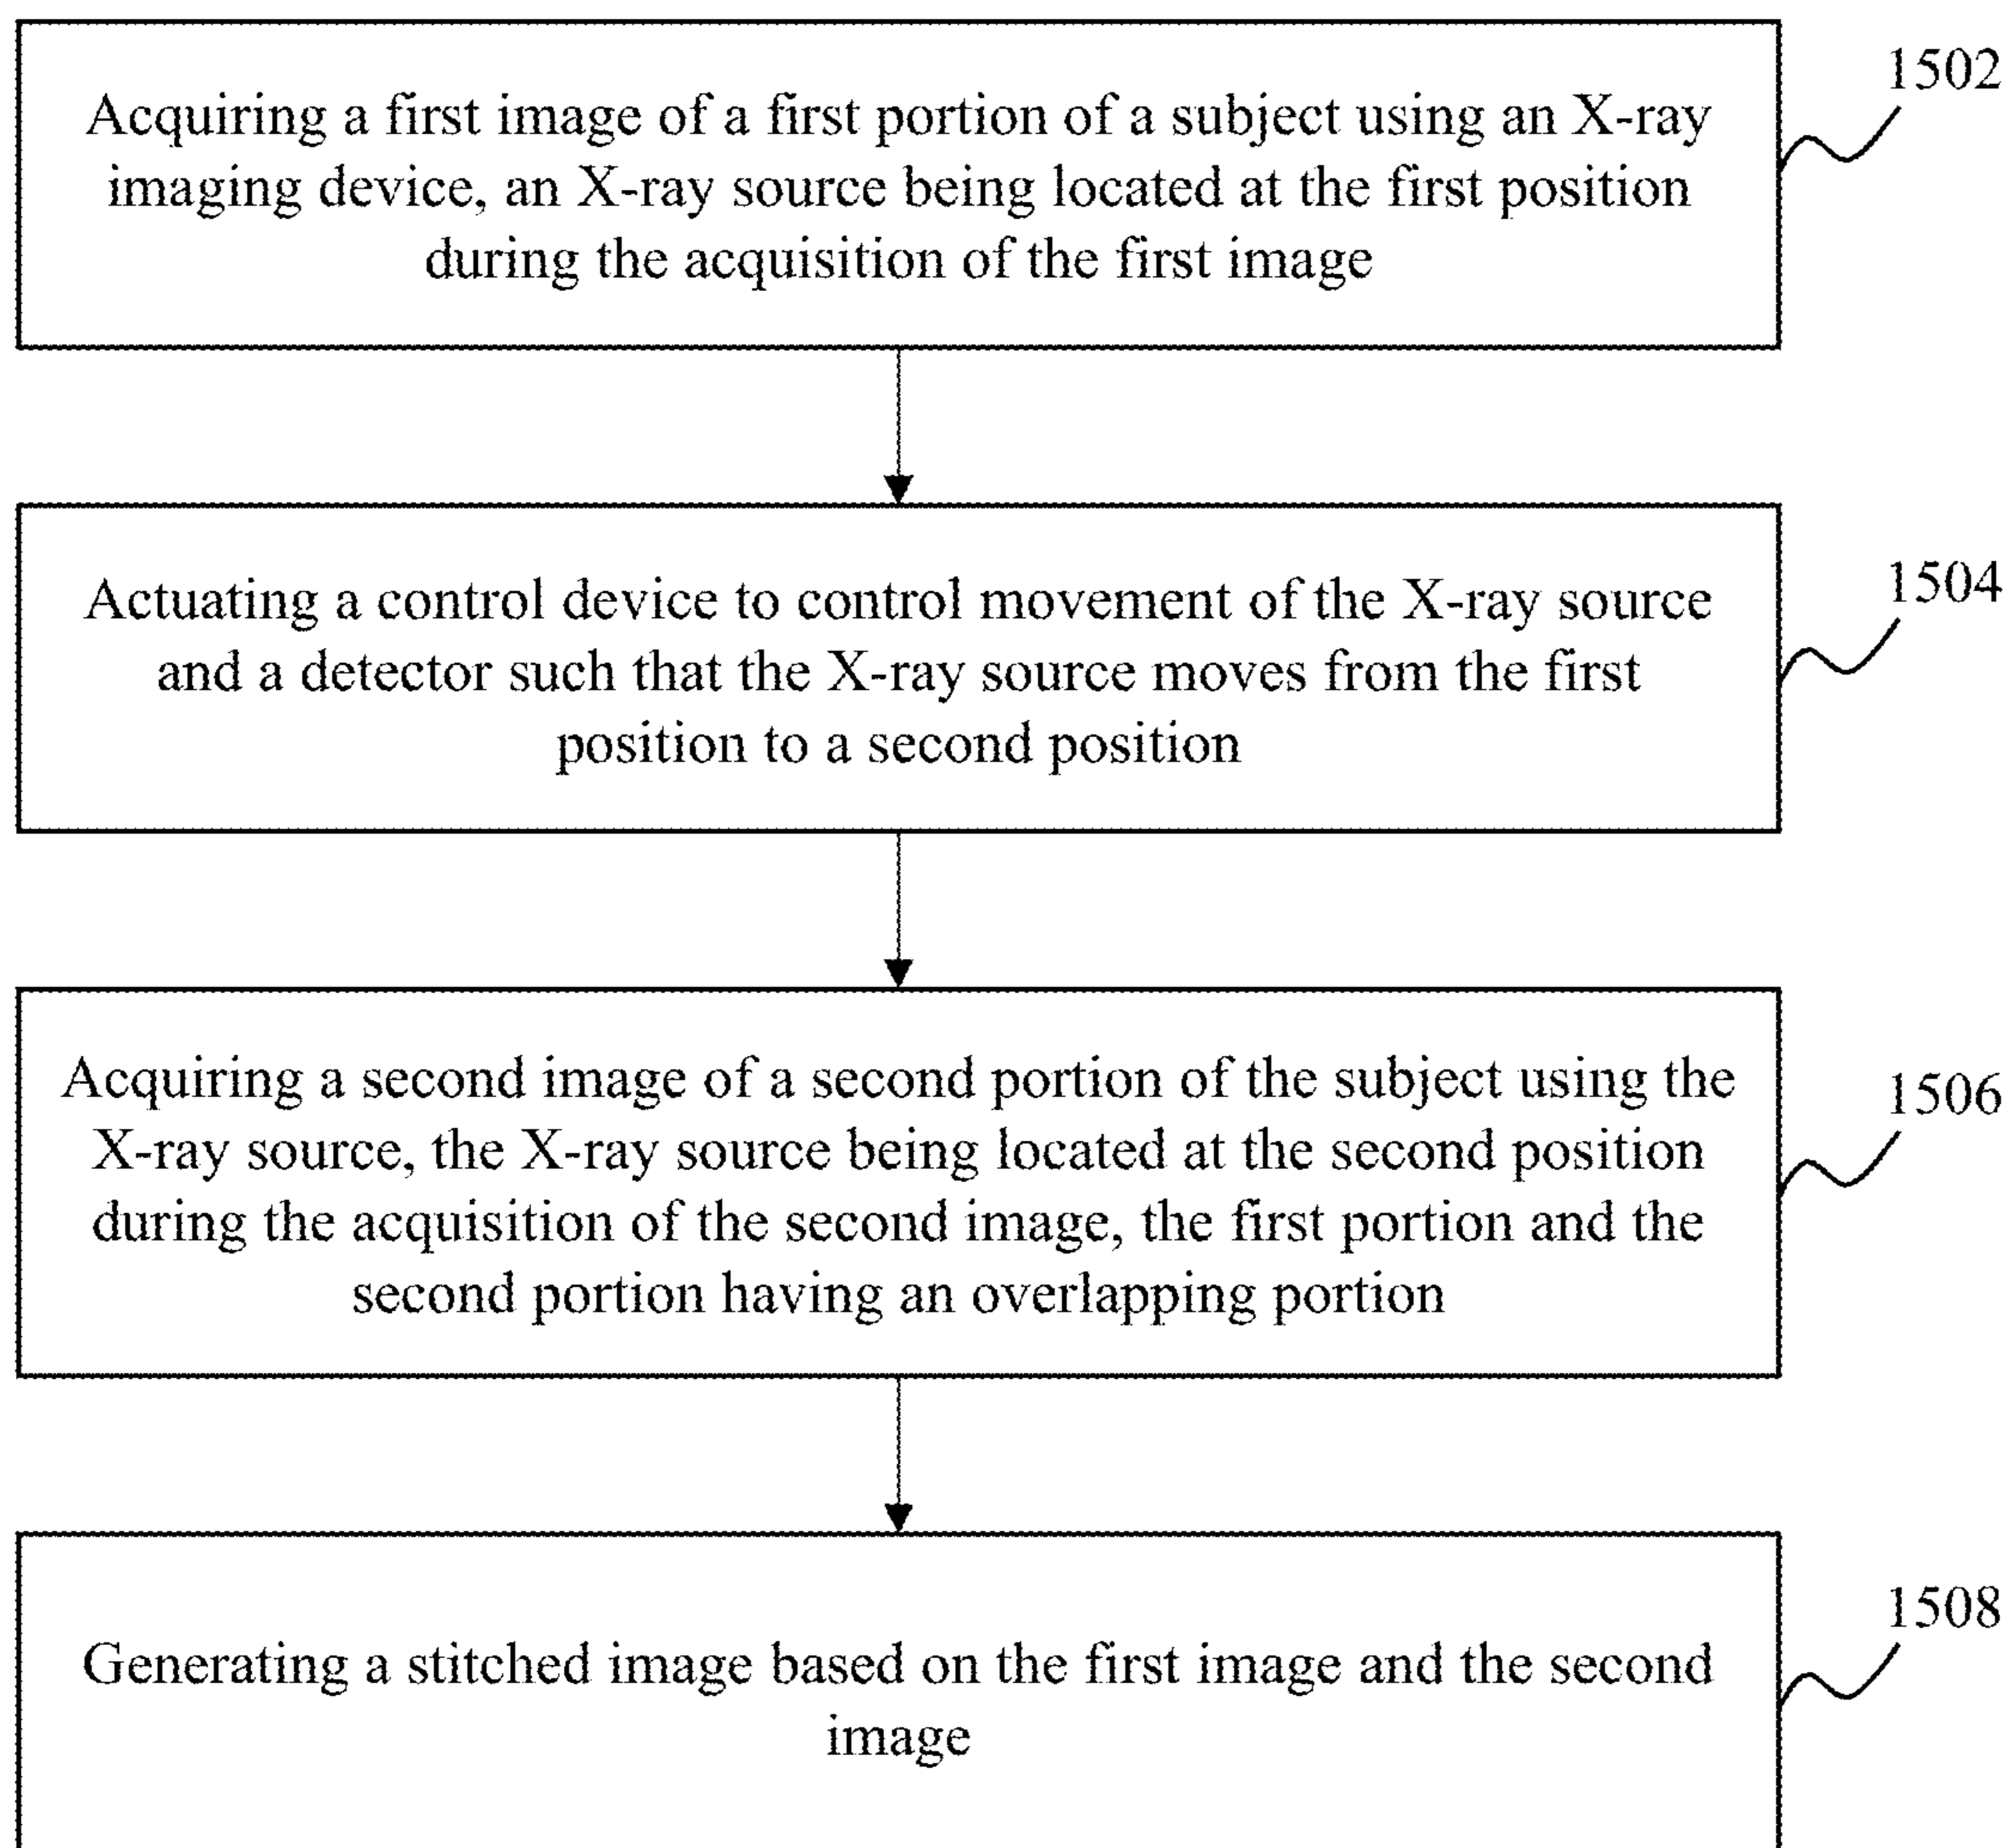 1502
Acquiring a first image of a first portion of a subject using an X-ray
imaging device, an X-ray source being located at the first position
during the acquisition of the first image
1504
Actuating a control device to control movement of the X-ray source
and a detector such that the X-ray source moves from the first
position to a second position
1506
Acquiring a second image of a second portion of the subject using the
X-ray source, the X-ray source being located at the second position
during the acquisition of the second image, the first portion and the
second portion having an overlapping portion
1508
Generating a stitched image based on the first image and the second
image